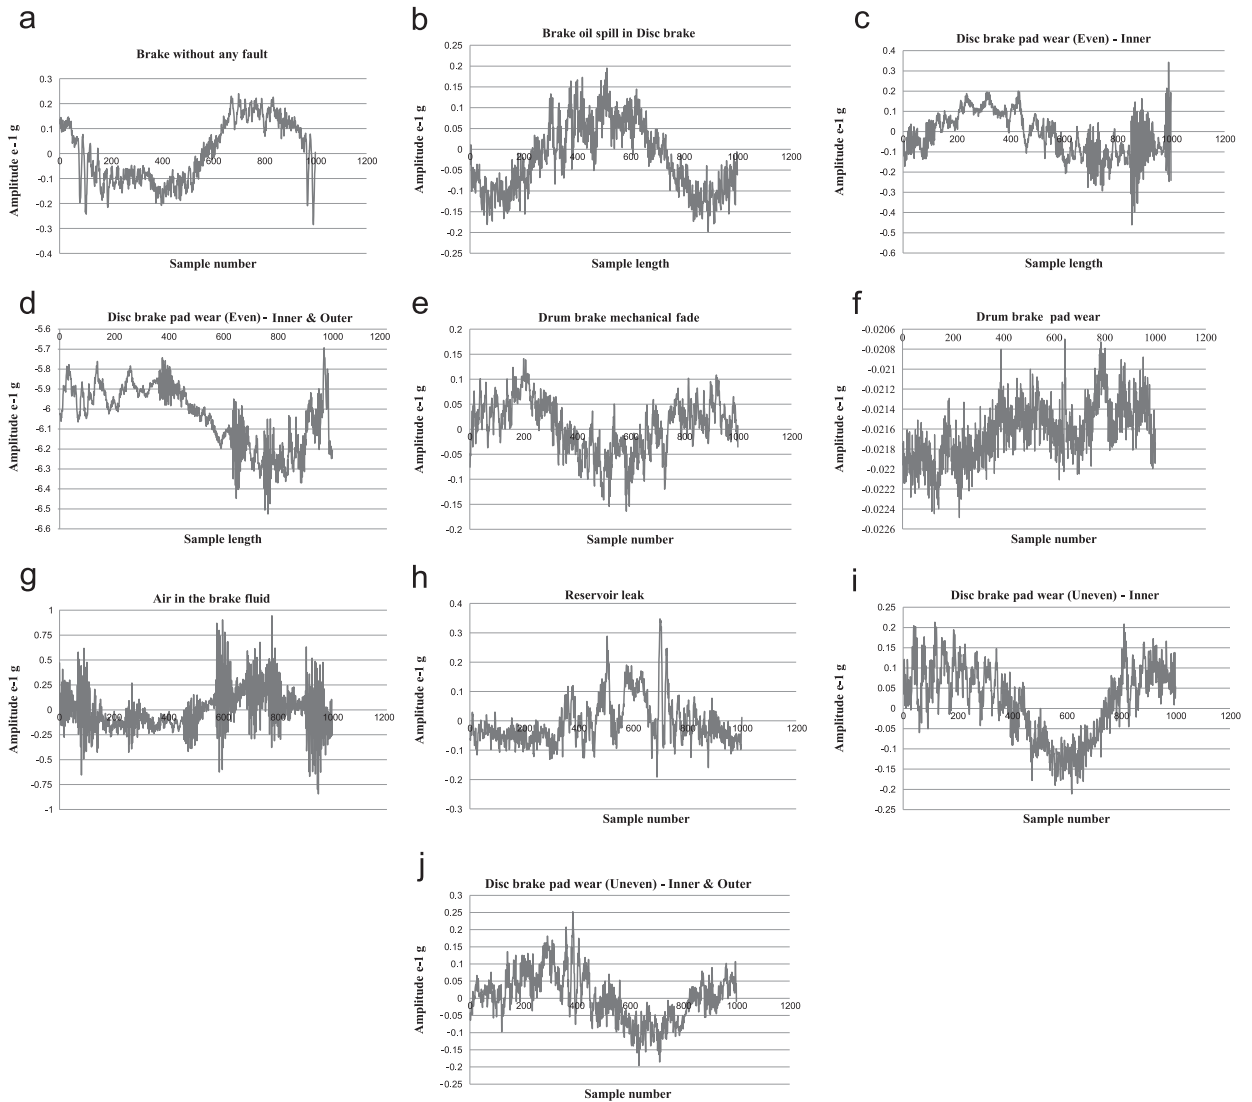 a
Brake without any fault
Amplitude e-1 g
0.3
0.2
0.1
0
-0.1
-0.2
-0.3
-0.4
0 200 400 600 800 1000 1200
Sample number
b
Brake oil spill in Disc brake
Amplitude e-1 g
0.25
0.2
0.15
0.1
0.05
0
-0.05
-0.1
-0.15
-0.2
-0.25
0 200 400 600 800 1000 1200
Sample length
c
Disc brake pad wear (Even) - Inner
Amplitude e-1 g
0.4
0.3
0.2
0.1
0
-0.1
-0.2
-0.3
-0.4
-0.5
-0.6
0 200 400 600 800 1000 1200
Sample length
d
Disc brake pad wear (Even) - Inner & Outer
Amplitude e-1 g
-5.6
-5.7
-5.8
-5.9
-6
-6.1
-6.2
-6.3
-6.4
-6.5
-6.6
0 200 400 600 800 1000 1200
Sample length
e
Drum brake mechanical fade
Amplitude e-1 g
0.2
0.15
0.1
0.05
0
-0.05
-0.1
-0.15
-0.2
0 200 400 600 800 1000 1200
Sample number
f
Drum brake pad wear
Amplitude e-1 g
-0.0206
-0.0208
-0.021
-0.0212
-0.0214
-0.0216
-0.0218
-0.022
-0.0222
-0.0224
-0.0226
0 200 400 600 800 1000 1200
Sample number
g
Air in the brake fluid
Amplitude e-1 g
1
0.75
0.5
0.25
0
-0.25
-0.5
-0.75
-1
0 200 400 600 800 1000 1200
h
Reservoir leak
Amplitude e-1 g
0.4
0.3
0.2
0.1
0
-0.1
-0.2
-0.3
0 200 400 600 800 1000 1200
Sample number
i
Disc brake pad wear (Uneven) - Inner
Amplitude e-1 g
0.25
0.2
0.15
0.1
0.05
0
-0.05
-0.1
-0.15
-0.2
-0.25
0 200 400 600 800 1000 1200
Sample number
j
Disc brake pad wear (Uneven) - Inner & Outer
Amplitude e-1 g
0.3
0.25
0.2
0.15
0.1
0.05
0
-0.05
-0.1
-0.15
-0.2
-0.25
0 200 400 600 800 1000 1200
Sample number